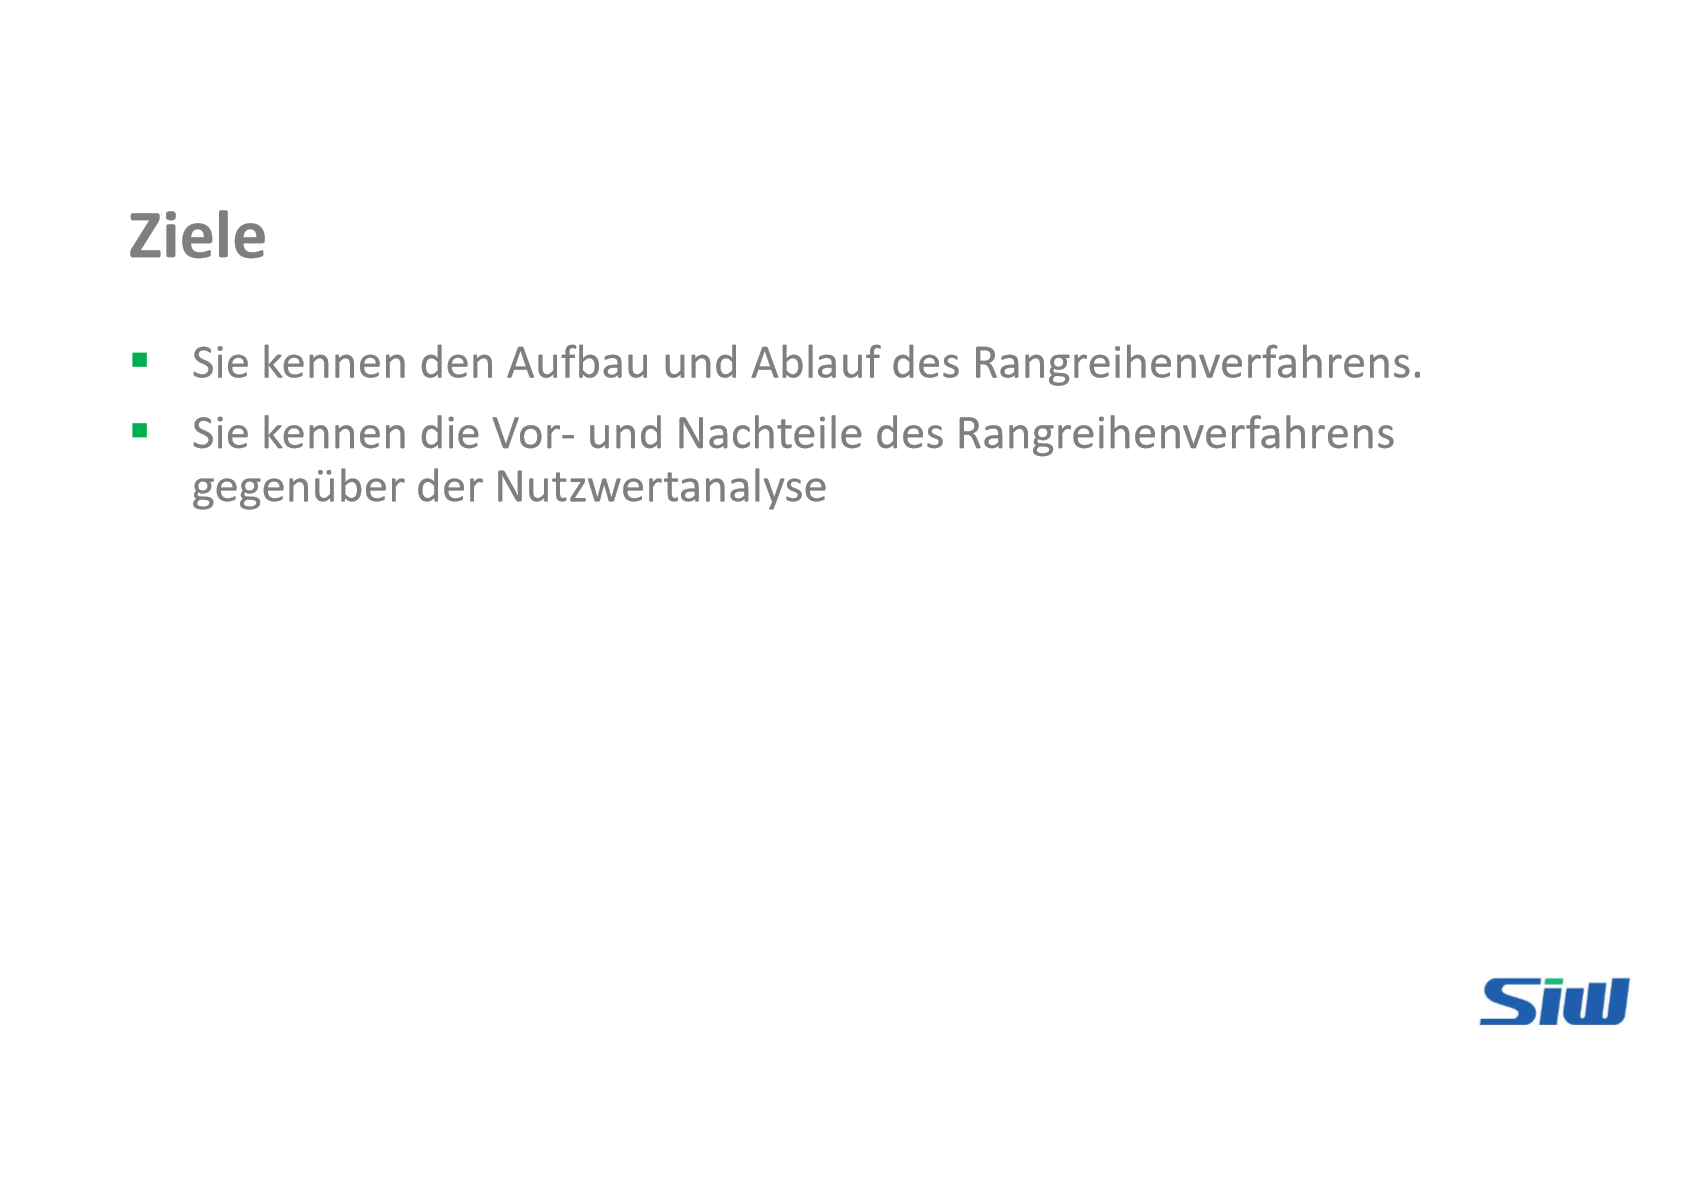 Ziele
▪ Sie kennen den Aufbau und Ablauf des Rangreihenverfahrens.
▪ Sie kennen die Vor- und Nachteile des Rangreihenverfahrens
gegenüber der Nutzwertanalyse
Siw